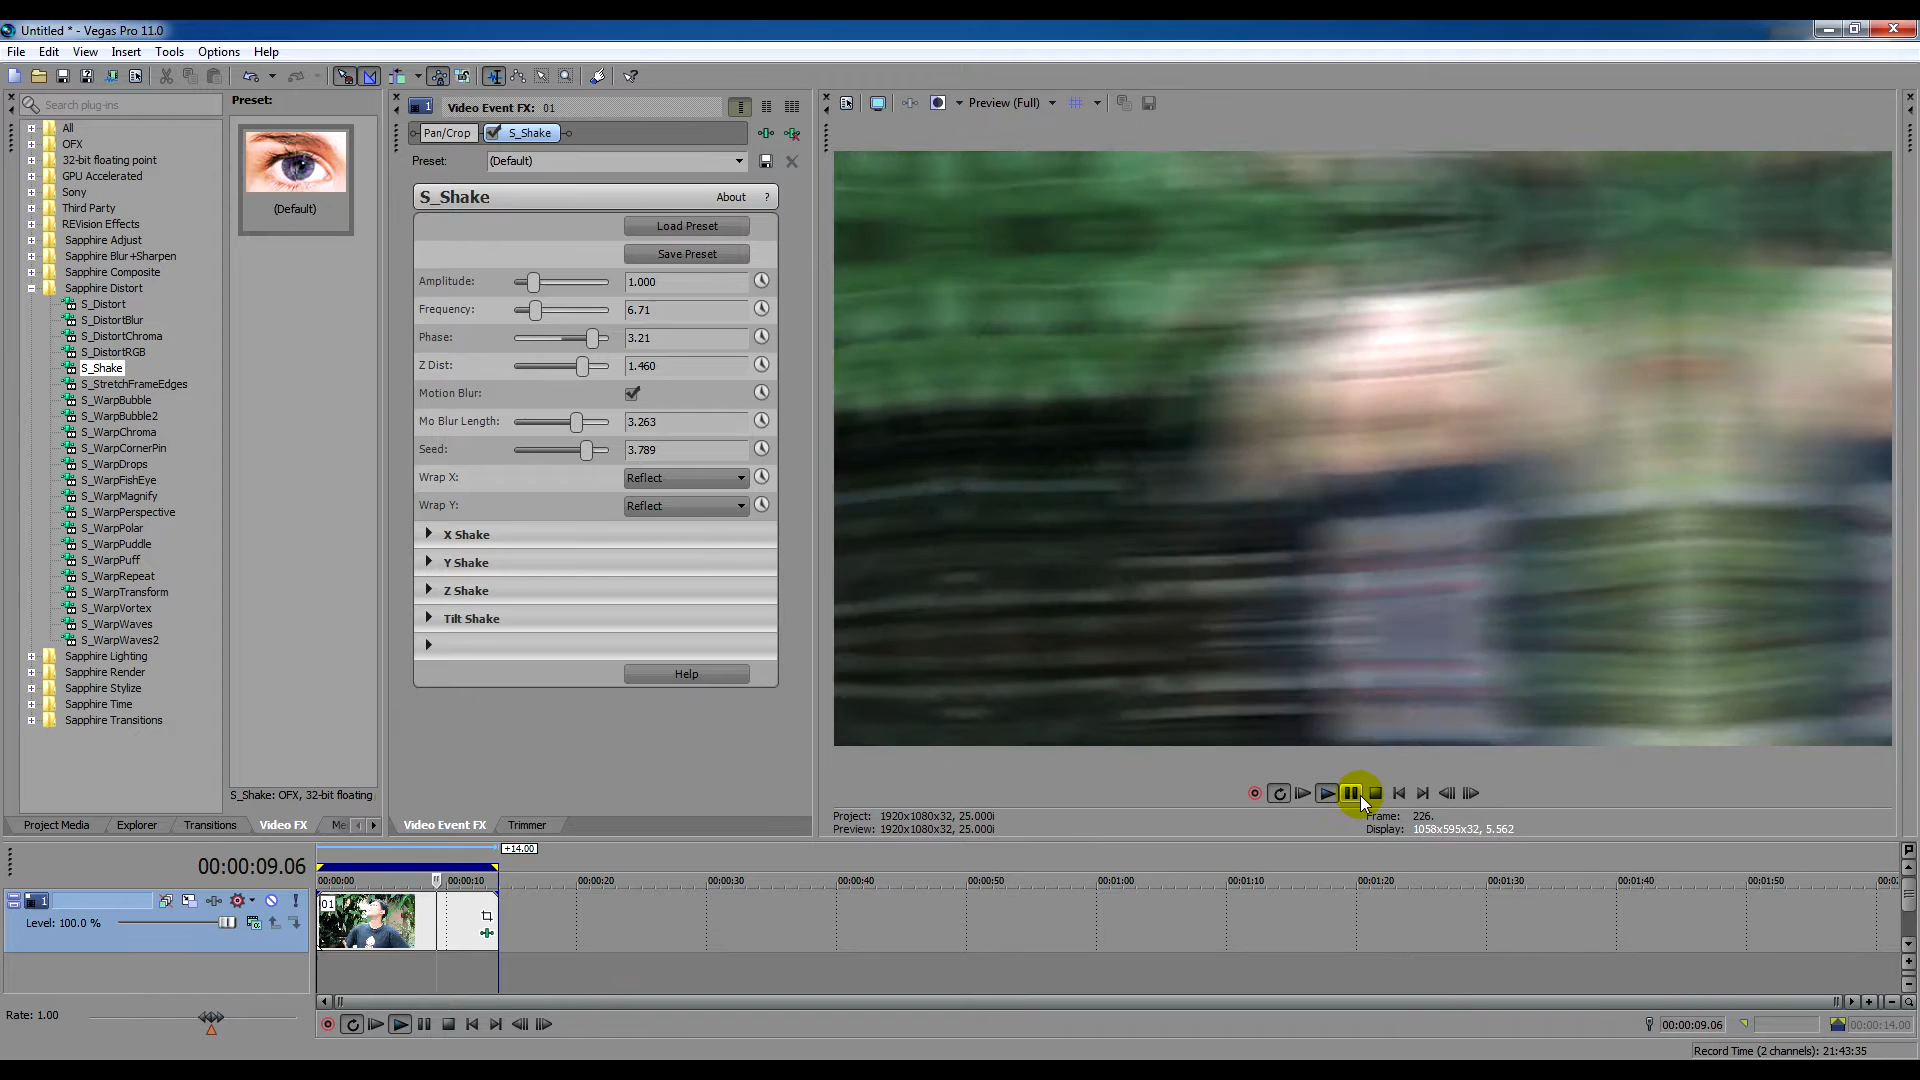 Untitled * - Vegas Pro 11.0
File Edit View Insert Tools Options Help
Search plug-ins
All
OFX
32-bit floating point
GPU Accelerated
Sony
Third Party
REVision Effects
Sapphire Adjust
Sapphire Blur+Sharpen
Sapphire Composite
Sapphire Distort
S_Distort
S_DistortBlur
S_DistortChroma
S_DistortRGB
S_Shake
S_StretchFrameEdges
S_WarpBubble
S_WarpBubble2
S_WarpChroma
S_WarpCornerPin
S_WarpDrops
S_WarpFishEye
S_WarpMagnify
S_WarpPerspective
S_WarpPolar
S_WarpPuddle
S_WarpPuff
S_WarpRepeat
S_WarpTransform
S_WarpVortex
S_WarpWaves
S_WarpWaves2
Sapphire Lighting
Sapphire Render
Sapphire Stylize
Sapphire Time
Sapphire Transitions
Preset:
(Default)
S_Shake: OFX, 32-bit floating
Project Media Explorer Transitions Video FX Me
1 Video Event FX: 01
Pan/Crop S_Shake
Preset: (Default)
S_Shake About ?
Load Preset
Save Preset
Amplitude: 1.000
Frequency: 6.71
Phase: 3.21
Z Dist: 1.460
Motion Blur:
Mo Blur Length: 3.263
Seed: 3.789
Wrap X: Reflect
Wrap Y: Reflect
X Shake
Y Shake
Z Shake
Tilt Shake
Help
Video Event FX Trimmer
Preview (Full)
Project: 1920x1080x32, 25.000i Frame: 226.
Preview: 1920x1080x32, 25.000i Display: 1058x595x32, 5.562
00:00:09.06
+14.00
00:00:00 00:00:10 00:00:20 00:00:30 00:00:40 00:00:50 00:01:00 00:01:10 00:01:20 00:01:30 00:01:40 00:01:50 00:0
1
Level: 100.0 %
01
Rate: 1.00
00:00:09.06 00:00:14.00
Record Time (2 channels): 21:43:35